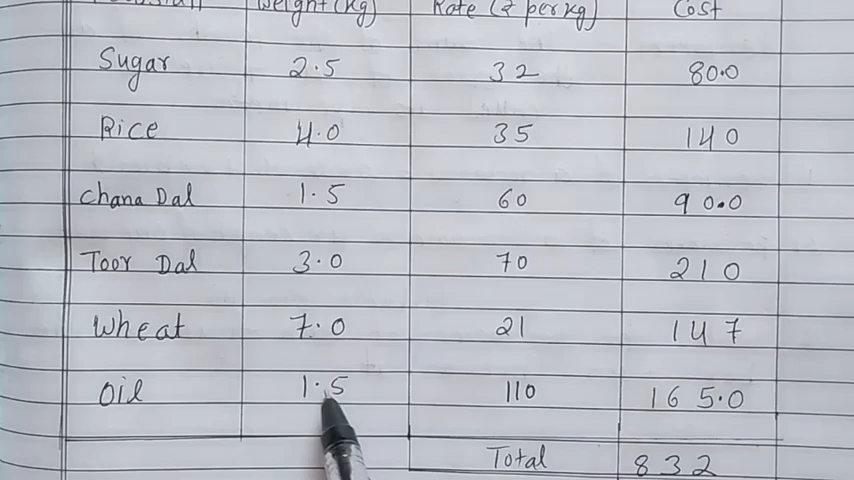 Weight (kg) Rate (₹ per kg) Cost
Sugar 2.5 32 80.0
Rice 4.0 35 140
Chana Dal 1.5 60 90.0
Toor Dal 3.0 70 210
Wheat 7.0 21 147
Oil 1.5 110 165.0
Total 832